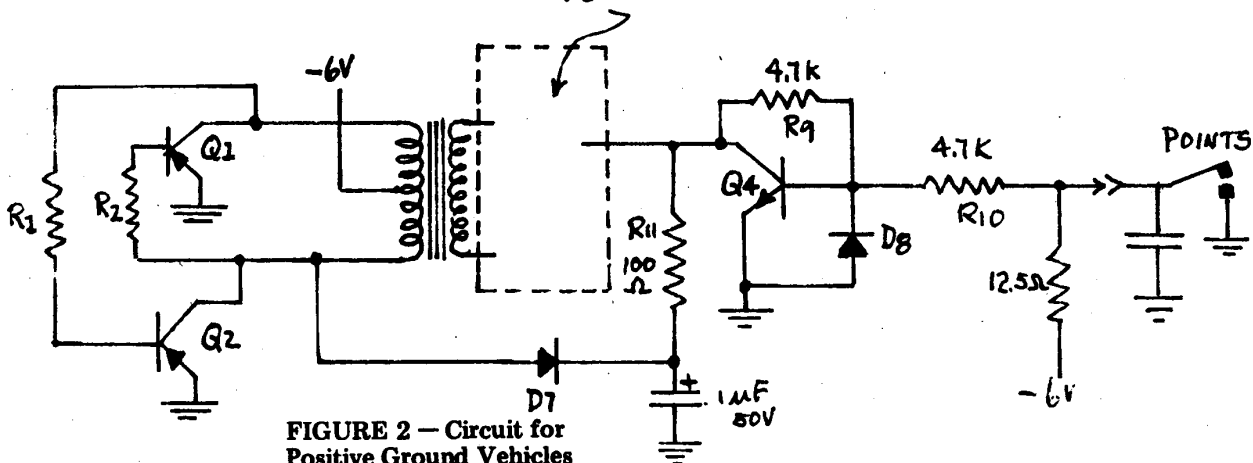 -6V
4.7K
R9
4.7K
POINTS
Q1
Q4
R1
R2
R10
R11
100
Ω
D8
12.5Ω
Q2
D7
+
.1µF
50V
-6V
FIGURE 2 — Circuit for
Positive Ground Vehicles